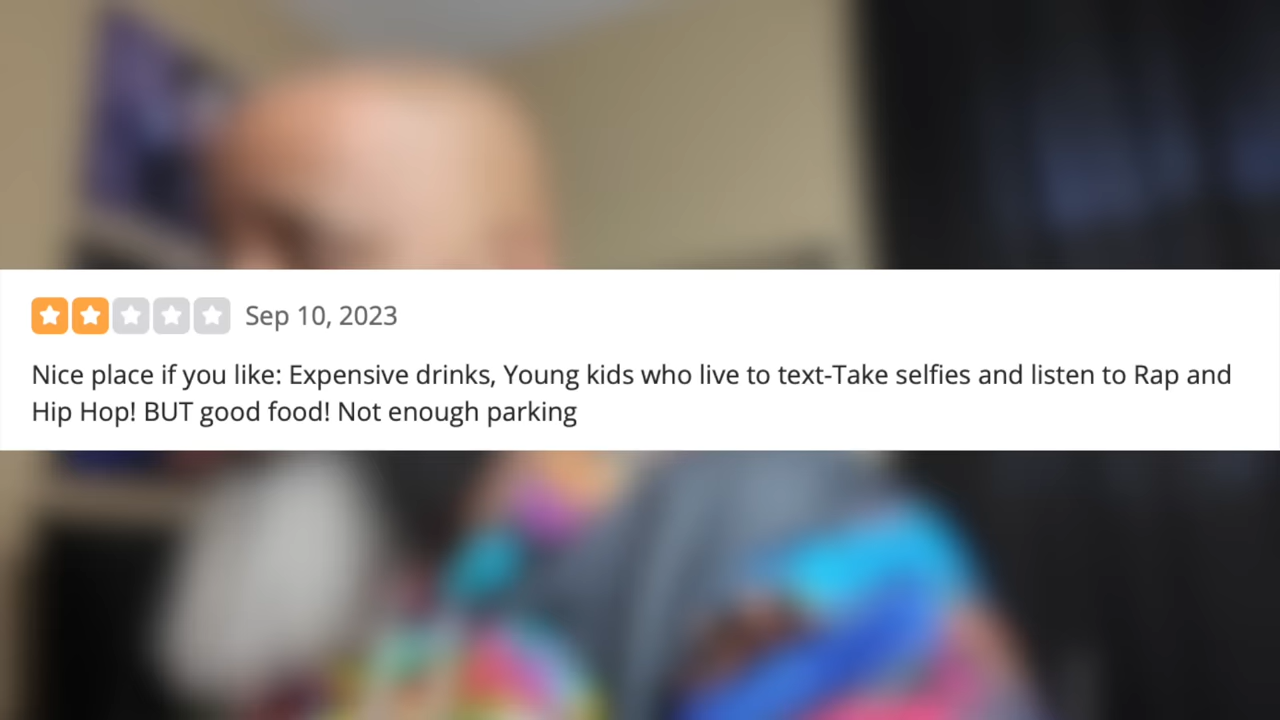 Sep 10, 2023
Nice place if you like: Expensive drinks, Young kids who live to text-Take selfies and listen to Rap and
Hip Hop! BUT good food! Not enough parking